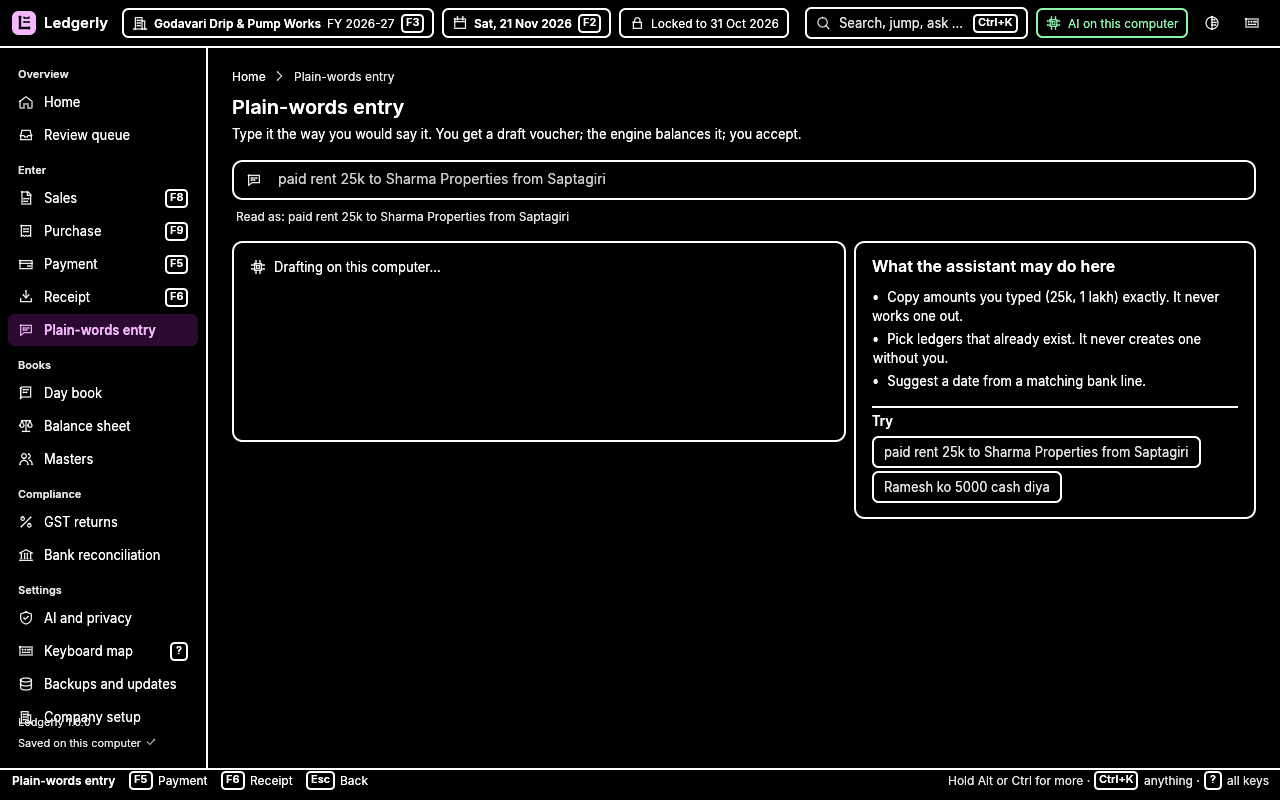 Ledgerly
Godavari Drip & Pump Works FY 2026-27 F3
Sat, 21 Nov 2026 F2
Locked to 31 Oct 2026
Search, jump, ask ... Ctrl+K
AI on this computer
Overview
Home
Review queue
Enter
Sales F8
Purchase F9
Payment F5
Receipt F6
Plain-words entry
Books
Day book
Balance sheet
Masters
Compliance
GST returns
Bank reconciliation
Settings
AI and privacy
Keyboard map ?
Backups and updates
Company setup
Ledgerly 1.0.0
Saved on this computer
Home > Plain-words entry
Plain-words entry
Type it the way you would say it. You get a draft voucher; the engine balances it; you accept.
paid rent 25k to Sharma Properties from Saptagiri
Read as: paid rent 25k to Sharma Properties from Saptagiri
Drafting on this computer...
What the assistant may do here
• Copy amounts you typed (25k, 1 lakh) exactly. It never
works one out.
• Pick ledgers that already exist. It never creates one
without you.
• Suggest a date from a matching bank line.
Try
paid rent 25k to Sharma Properties from Saptagiri
Ramesh ko 5000 cash diya
Plain-words entry F5 Payment F6 Receipt Esc Back
Hold Alt or Ctrl for more · Ctrl+K anything · ? all keys